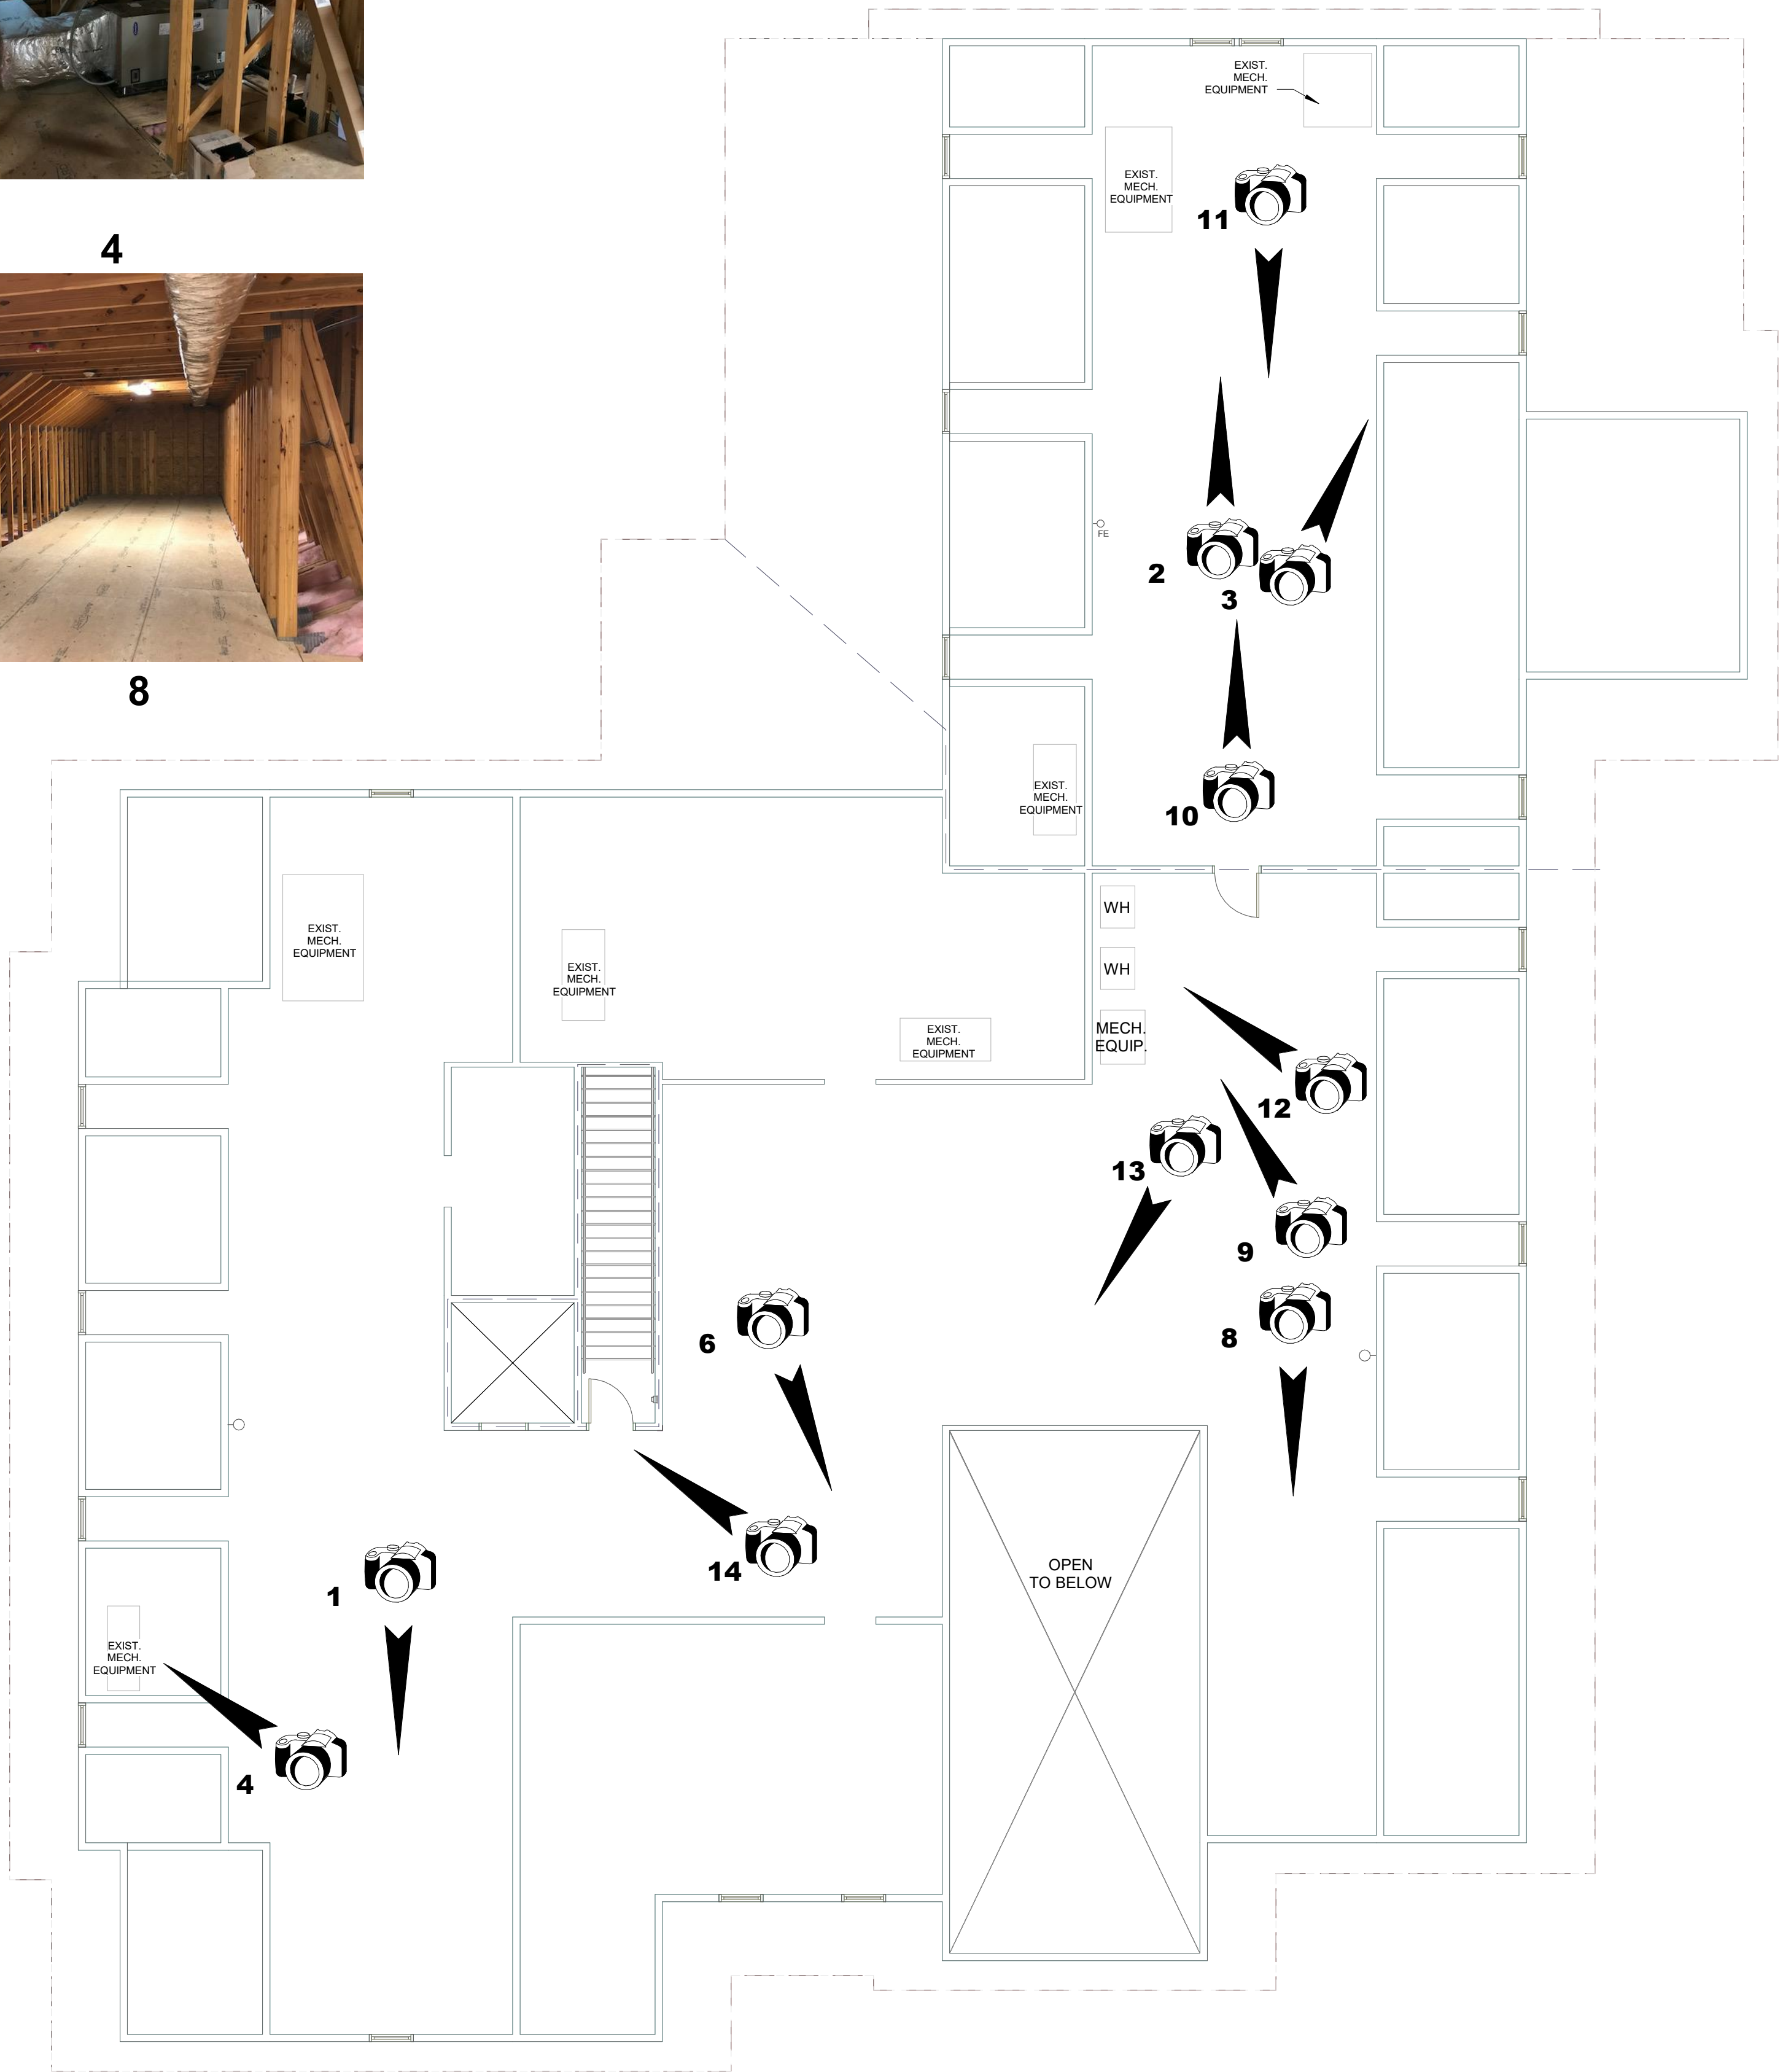 EXIST.
MECH.
EQUIPMENT
EXIST.
MECH.
EQUIPMENT
11
4
FE
2
3
8
EXIST.
MECH.
EQUIPMENT
10
WH
EXIST.
MECH.
EQUIPMENT
WH
EXIST.
MECH.
EQUIPMENT
EXIST.
MECH.
EQUIPMENT
MECH.
EQUIP.
12
13
9
6
8
OPEN
TO BELOW
14
1
EXIST.
MECH.
EQUIPMENT
4